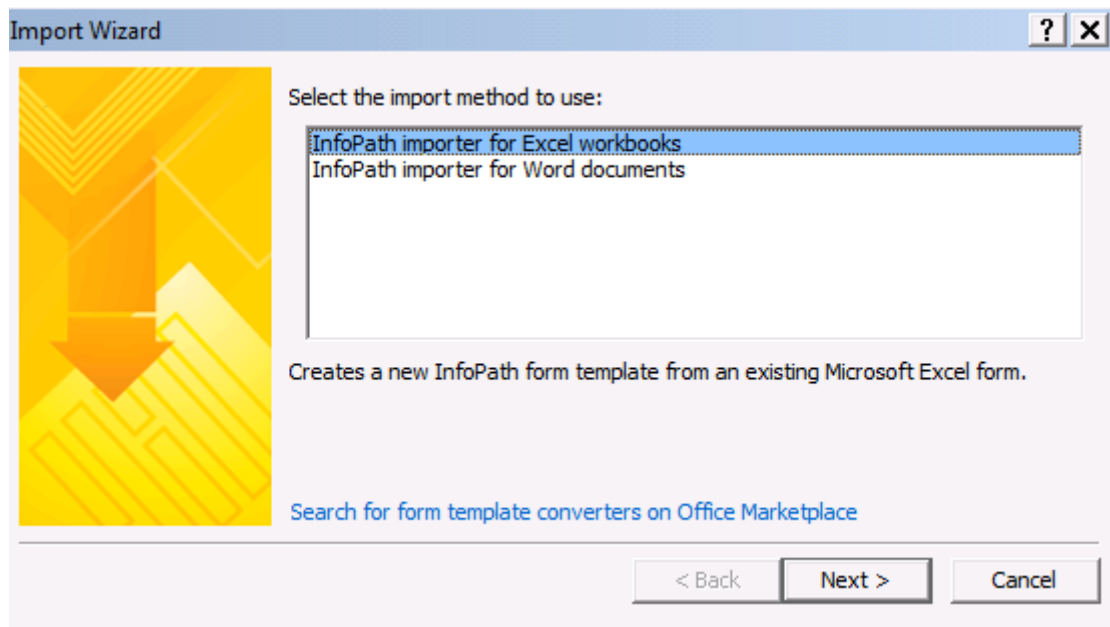 Import Wizard
?
Select the import method to use:
InfoPath importer for Excel workbooks
InfoPath importer for Word documents
Creates a new InfoPath form template from an existing Microsoft Excel form.
Search for form template converters on Office Marketplace
< Back Next > Cancel